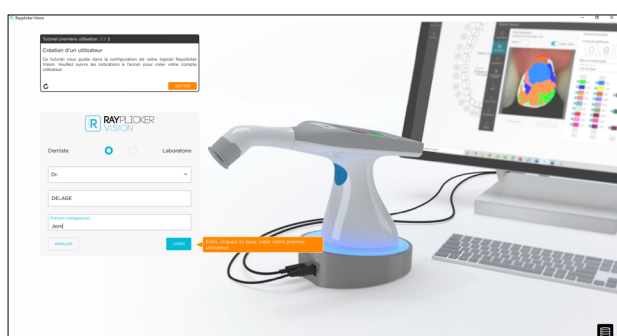 Rayplicker Vision
Tutoriel première utilisation : 1 / 3
Création d'un utilisateur
Ce tutoriel vous guide dans la configuration de votre logiciel Rayplicker
Vision. Veuillez suivre les indications à l'écran pour créer votre compte
utilisateur.
QUITTER
R RAYPLICKER
VISION
Dentiste
Laboratoire
Dr.
DELAGE
Prénom (obligatoire)
Jean
ANNULER
CRÉER
Enfin, cliquez ici pour créer votre premier
utilisateur